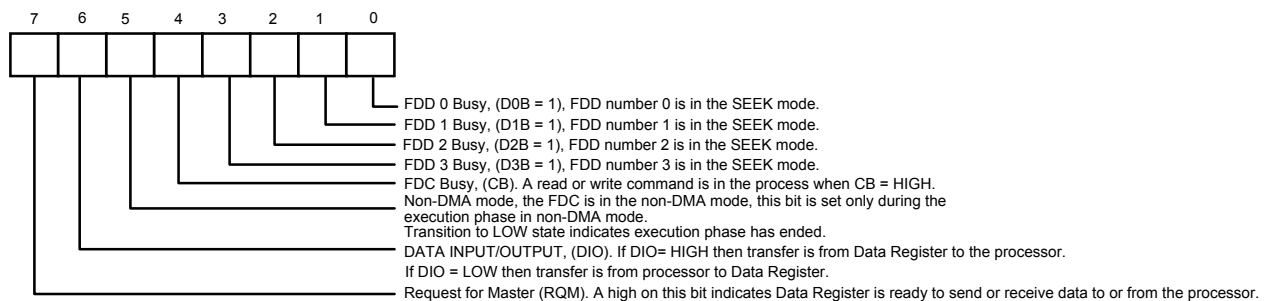 7 6 5 4 3 2 1 0
FDD 0 Busy, (D0B = 1), FDD number 0 is in the SEEK mode.
FDD 1 Busy, (D1B = 1), FDD number 1 is in the SEEK mode.
FDD 2 Busy, (D2B = 1), FDD number 2 is in the SEEK mode.
FDD 3 Busy, (D3B = 1), FDD number 3 is in the SEEK mode.
FDC Busy, (CB). A read or write command is in the process when CB = HIGH.
Non-DMA mode, the FDC is in the non-DMA mode, this bit is set only during the
execution phase in non-DMA mode.
Transition to LOW state indicates execution phase has ended.
DATA INPUT/OUTPUT, (DIO). If DIO= HIGH then transfer is from Data Register to the processor.
If DIO = LOW then transfer is from processor to Data Register.
Request for Master (RQM). A high on this bit indicates Data Register is ready to send or receive data to or from the processor.